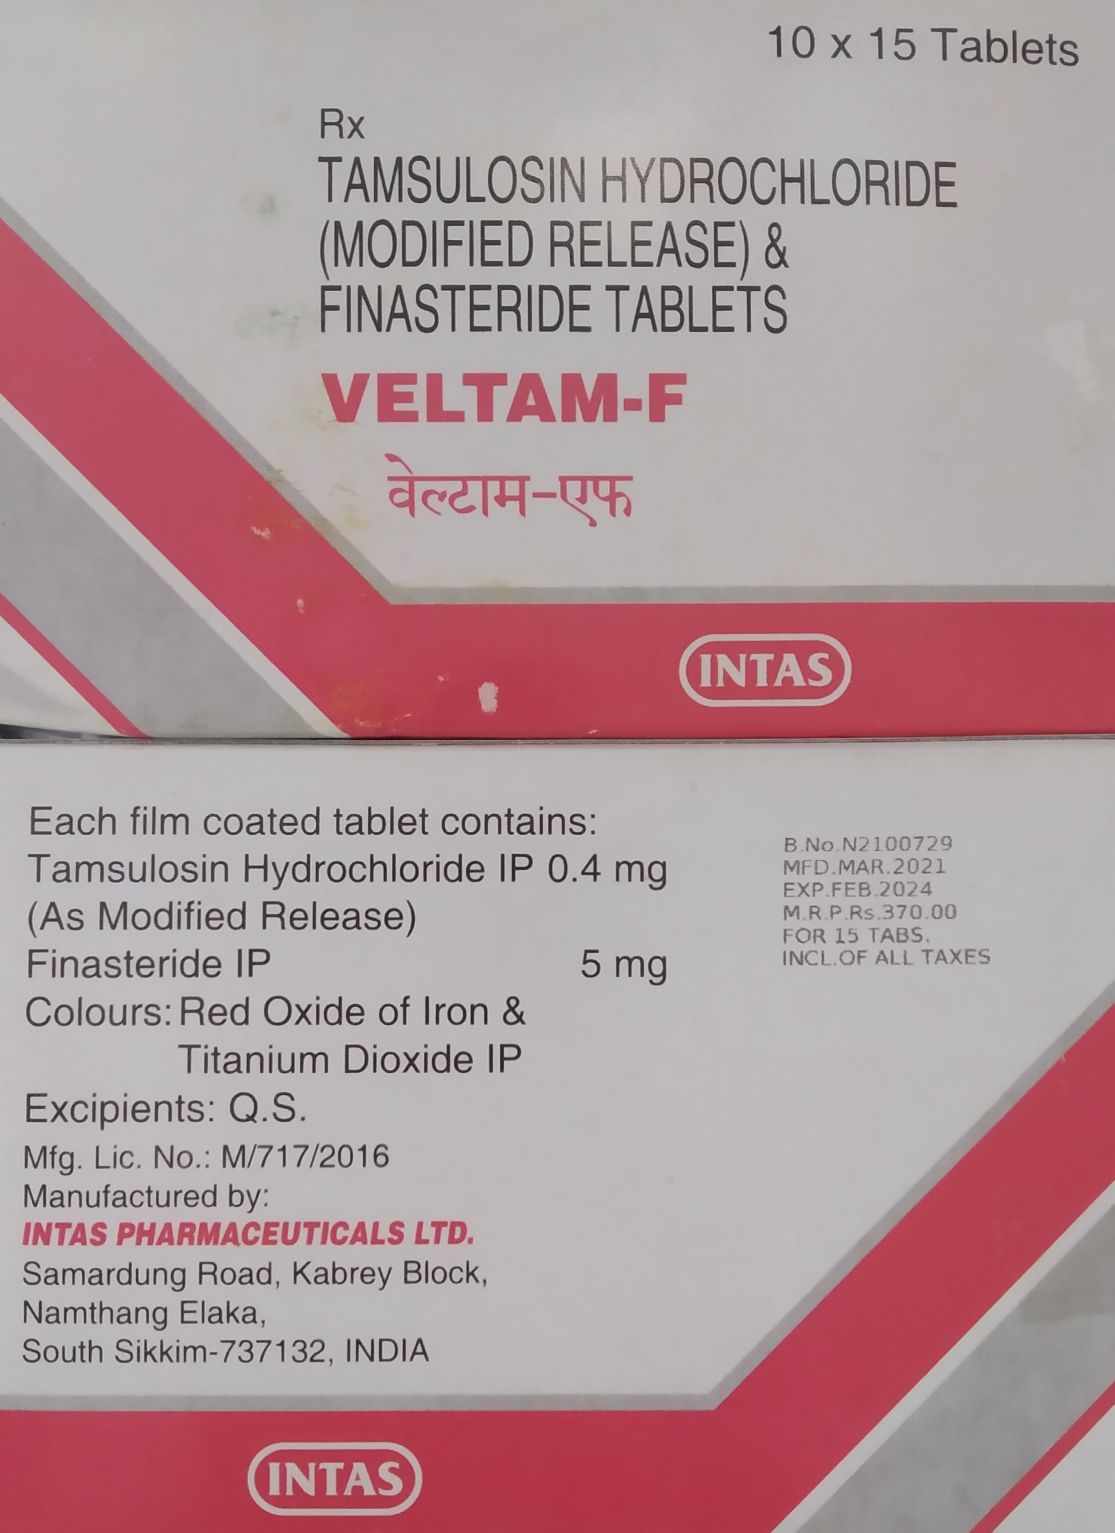 10 x 15 Tablets
Rx
TAMSULOSIN HYDROCHLORIDE
(MODIFIED RELEASE) &
FINASTERIDE TABLETS
VELTAM-F
वेल्टाम-एफ
INTAS
Each film coated tablet contains:
Tamsulosin Hydrochloride IP 0.4 mg
(As Modified Release)
Finasteride IP 5 mg
Colours: Red Oxide of Iron &
Titanium Dioxide IP
Excipients: Q.S.
Mfg. Lic. No.: M/717/2016
Manufactured by:
INTAS PHARMACEUTICALS LTD.
Samardung Road, Kabrey Block,
Namthang Elaka,
South Sikkim-737132, INDIA
B.No.N2100729
MFD.MAR.2021
EXP.FEB.2024
M.R.P.Rs.370.00
FOR 15 TABS.
INCL.OF ALL TAXES
INTAS